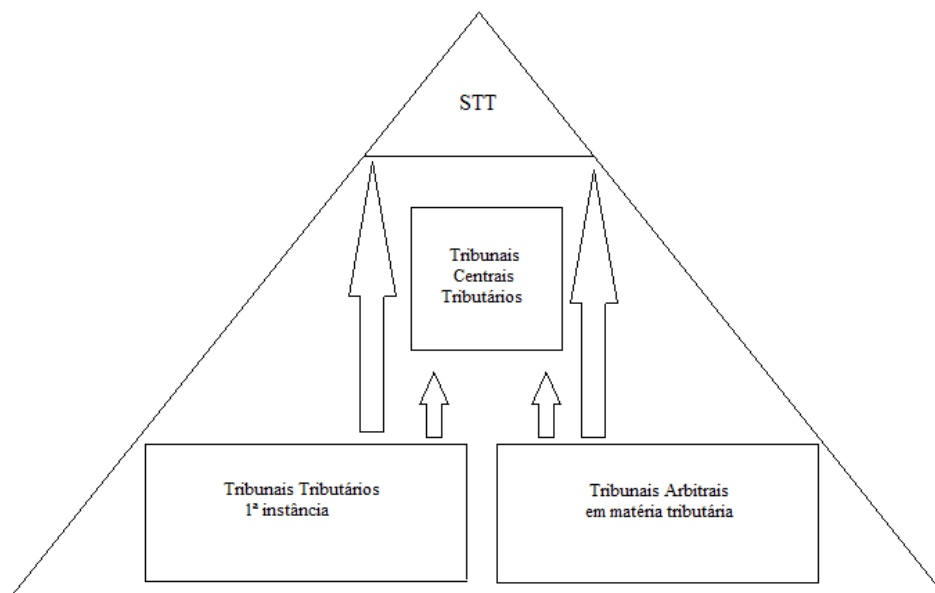 STT
Tribunais
Centrais
Tributários
Tribunais Tributários
1ª instância
Tribunais Arbitrais
em matéria tributária